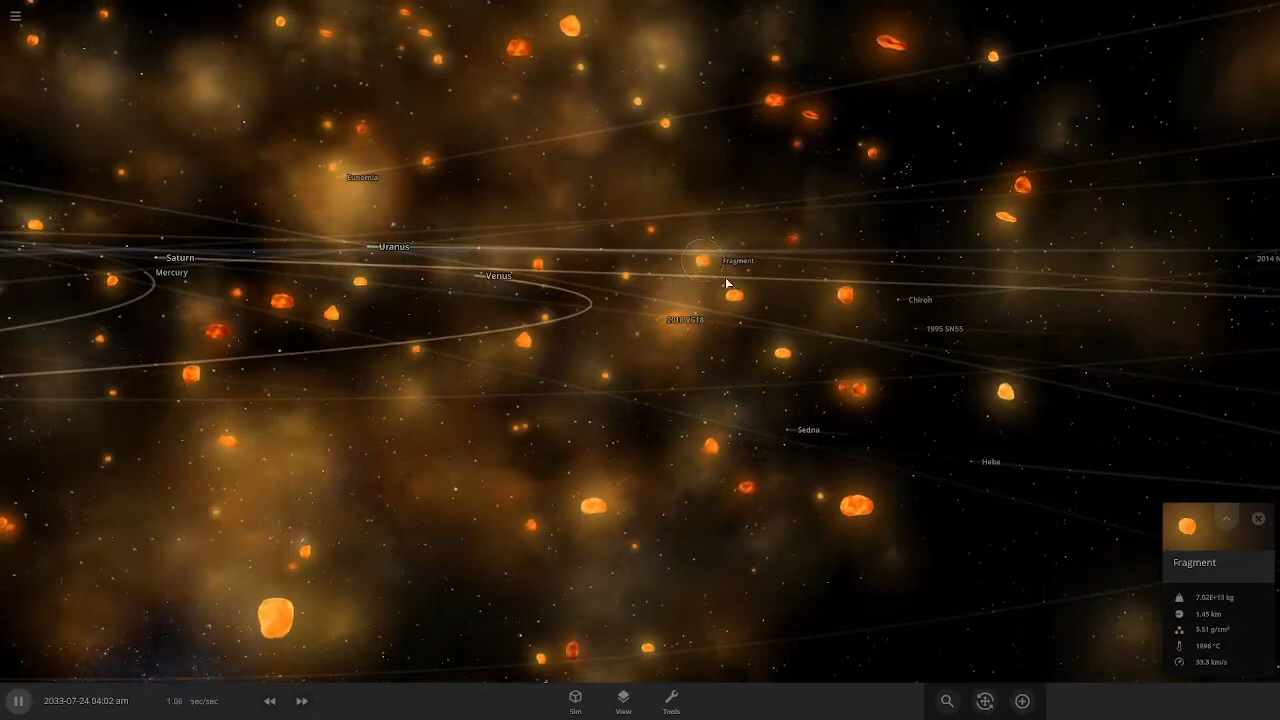 Eunomia
Uranus
Saturn
Mercury
Venus
Fragment
2014 N
Chiron
2018 VG18
1995 SN55
Sedna
Hebe
Fragment
7.02E+13 kg
1.45 km
5.51 g/cm³
1896 °C
33.3 km/s
2033-07-24 04:02 am
1.00 sec/sec
Sim
View
Tools